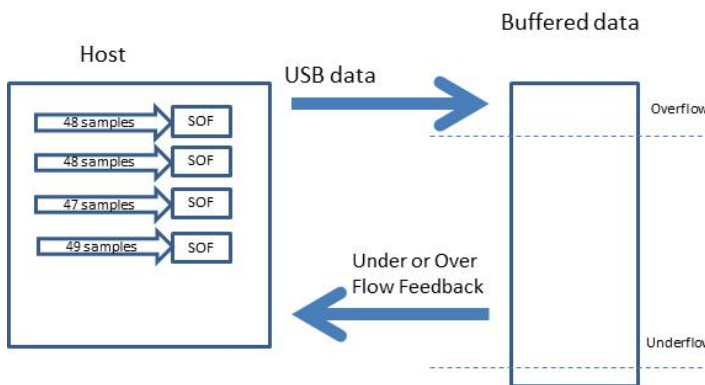 Buffered data
Host
USB data
48 samples SOF
Overflow
48 samples SOF
47 samples SOF
49 samples SOF
Under or Over
Flow Feedback
Underflow